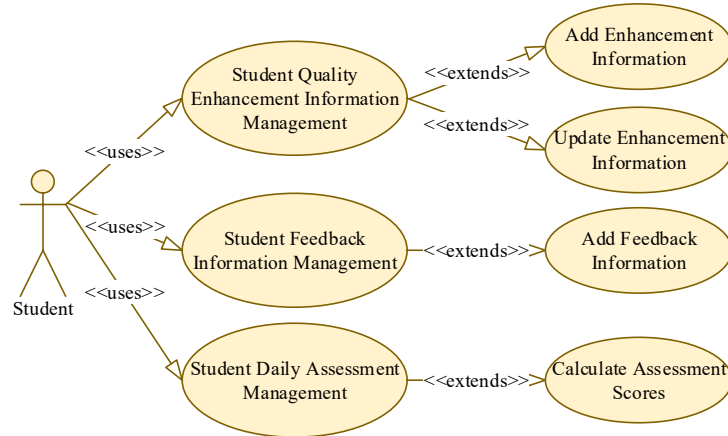 Add Enhancement
Information
Student Quality
Enhancement Information
Management
<<extends>>
<<extends>>
Update Enhancement
Information
<<uses>>
<<uses>>
Student Feedback
Information Management
<<extends>>
Add Feedback
Information
<<uses>>
Student
Student Daily Assessment
Management
<<extends>>
Calculate Assessment
Scores